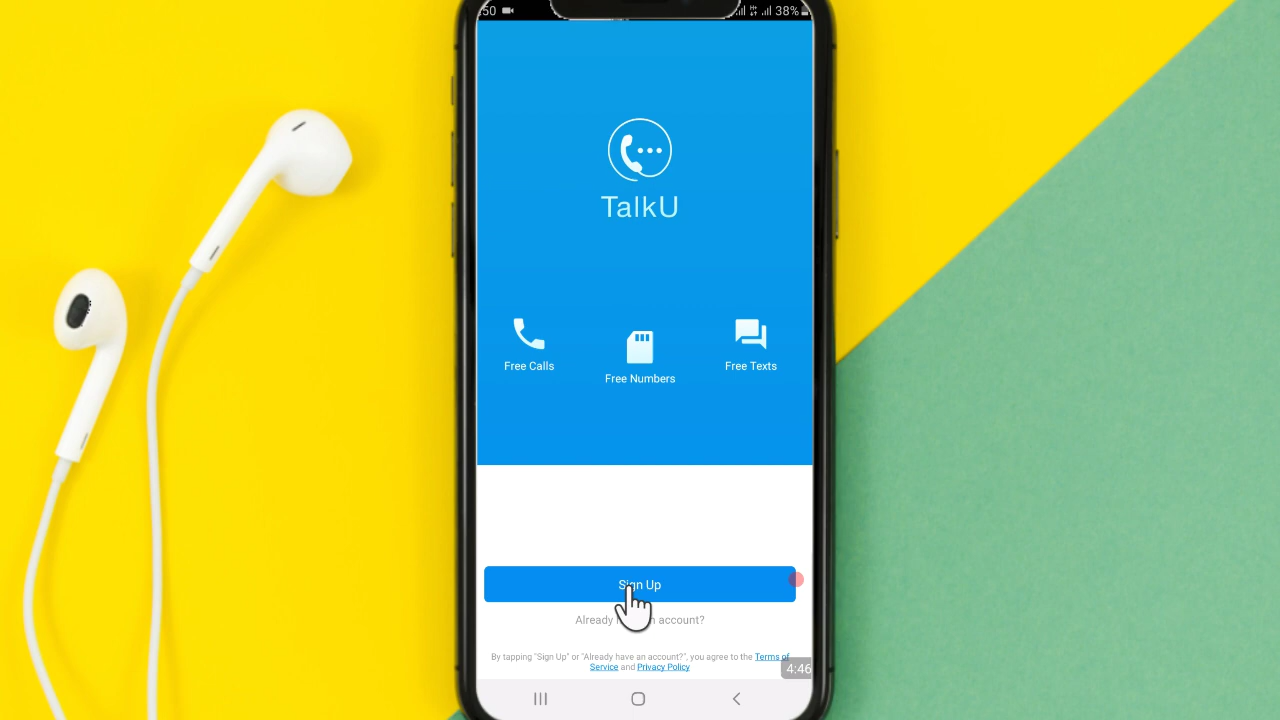 :50
38%
TalkU
Free Calls
Free Numbers
Free Texts
Sign Up
Already an account?
By tapping "Sign Up" or "Already have an account?", you agree to the Terms of
Service and Privacy Policy
4:46